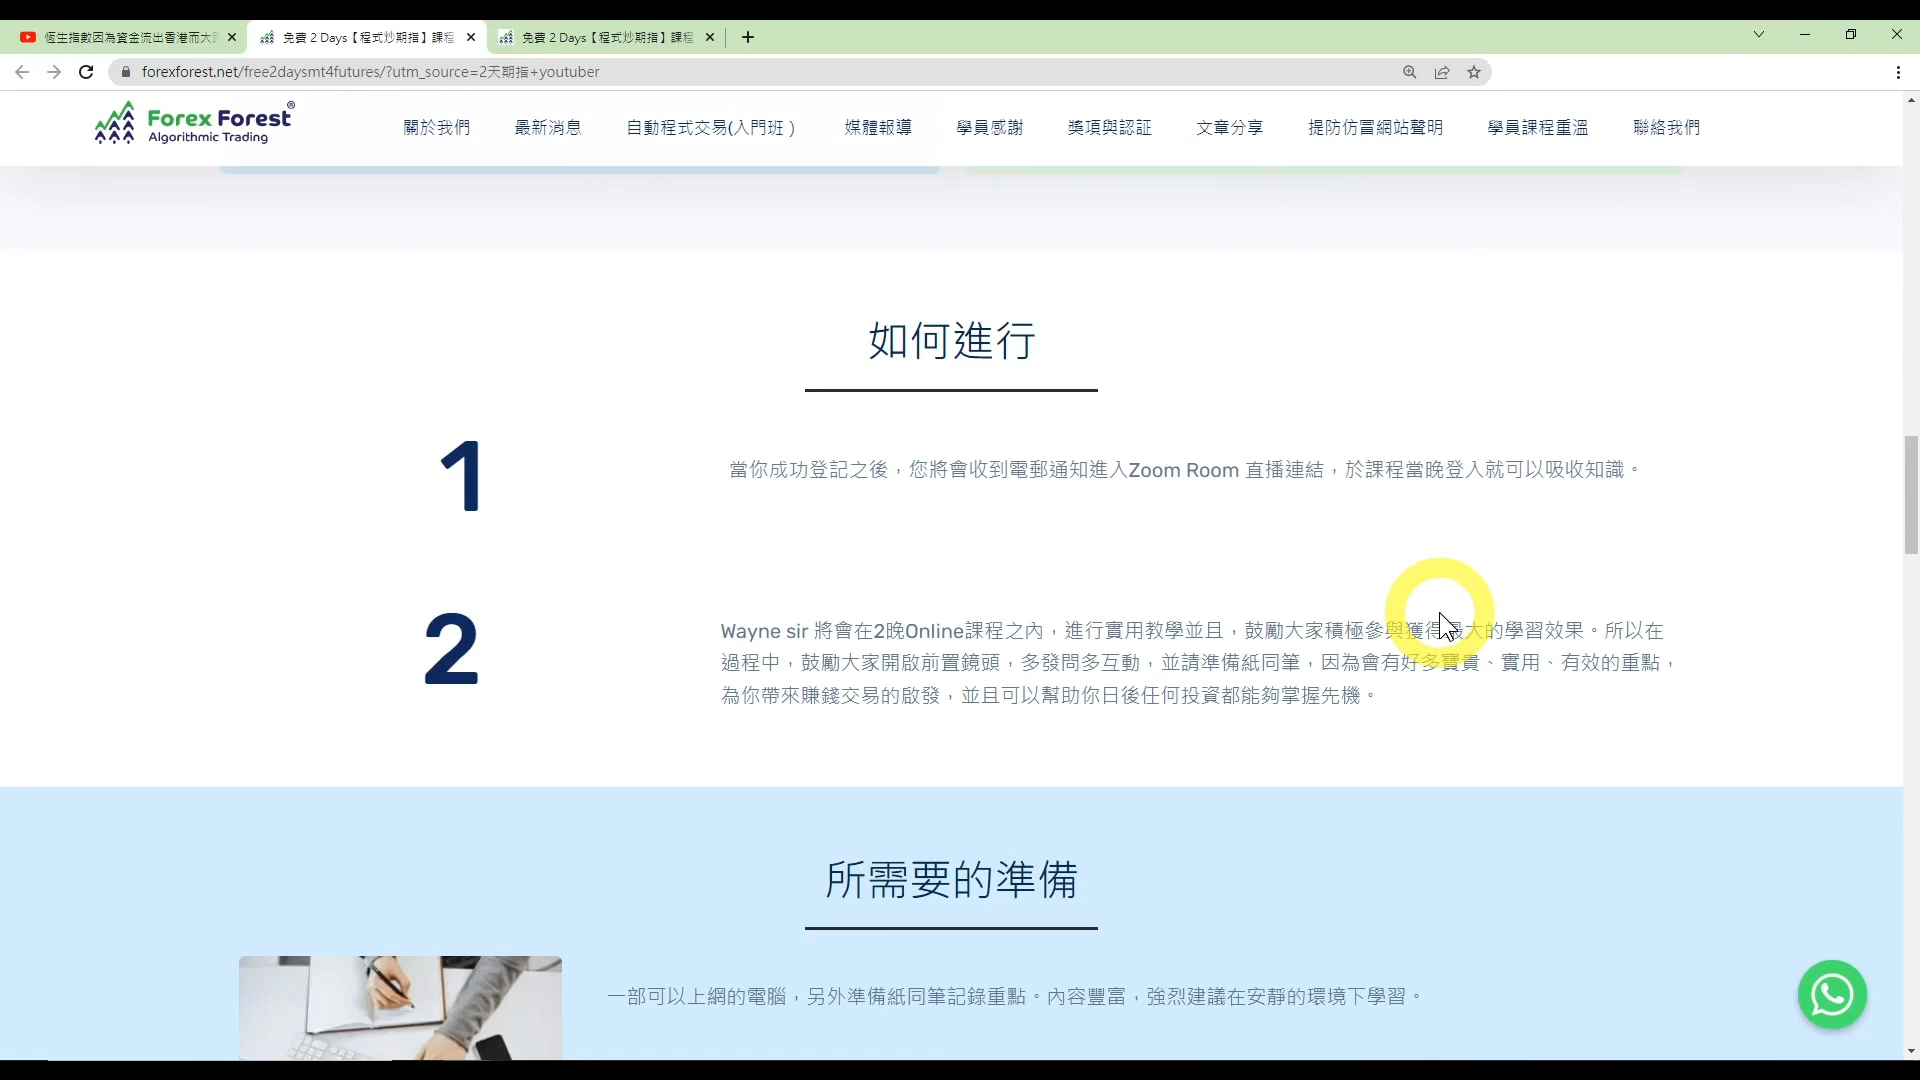 恆生指數因為資金流出香港而大
免費 2 Days【程式炒期指】課程
免費 2 Days【程式炒期指】課程
forexforest.net/free2daysmt4futures/?utm_source=2天期指+youtuber
Forex Forest®
Algorithmic Trading
關於我們
最新消息
自動程式交易(入門班 )
媒體報導
學員感謝
獎項與認証
文章分享
提防仿冒網站聲明
學員課程重溫
聯絡我們
如何進行
1
當你成功登記之後，您將會收到電郵通知進入Zoom Room 直播連結，於課程當晚登入就可以吸收知識。
2
Wayne sir 將會在2晚Online課程之內，進行實用教學並且，鼓勵大家積極參與獲得最大的學習效果。所以在
過程中，鼓勵大家開啟前置鏡頭，多發問多互動，並請準備紙同筆，因為會有好多寶貴、實用、有效的重點，
為你帶來賺錢交易的啟發，並且可以幫助你日後任何投資都能夠掌握先機。
所需要的準備
一部可以上網的電腦，另外準備紙同筆記錄重點。內容豐富，強烈建議在安靜的環境下學習。